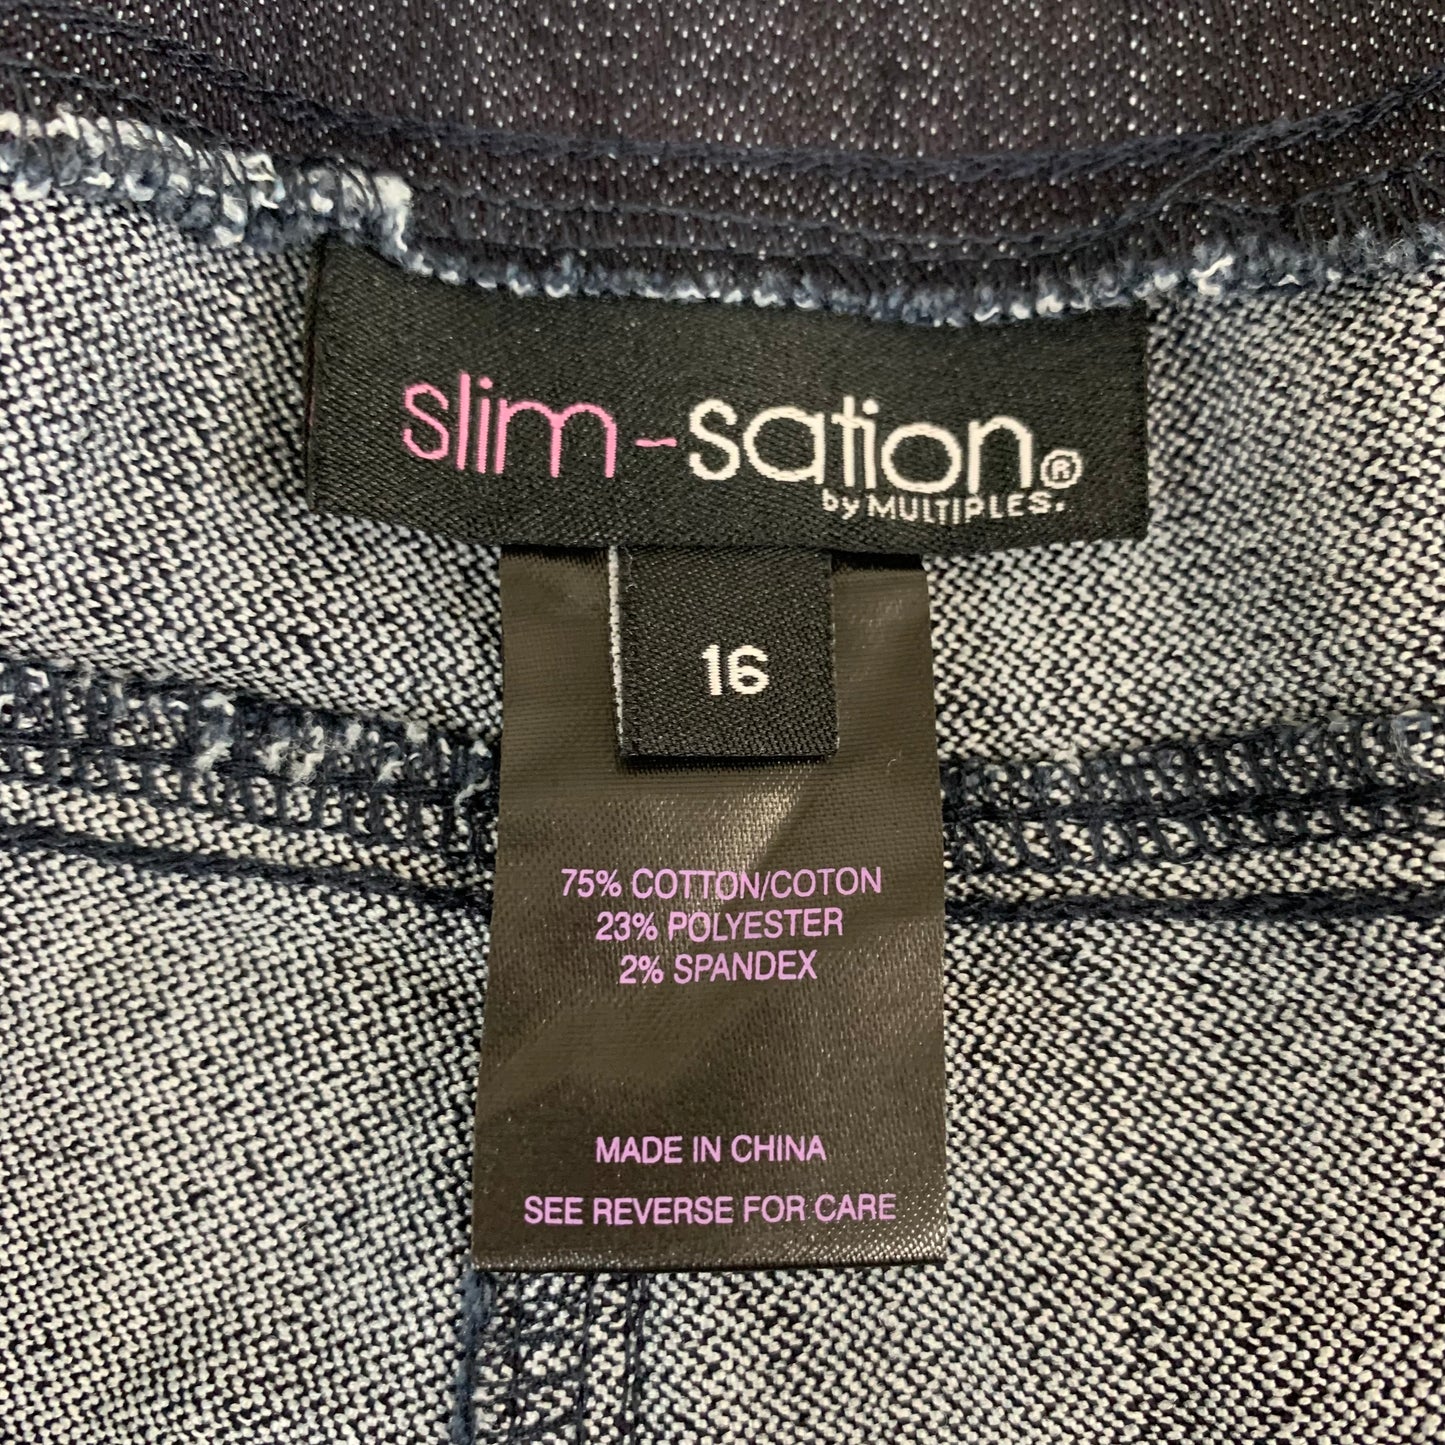 slim-sation®
by MULTIPLES.
16
75% COTTON/COTON
23% POLYESTER
2% SPANDEX
MADE IN CHINA
SEE REVERSE FOR CARE